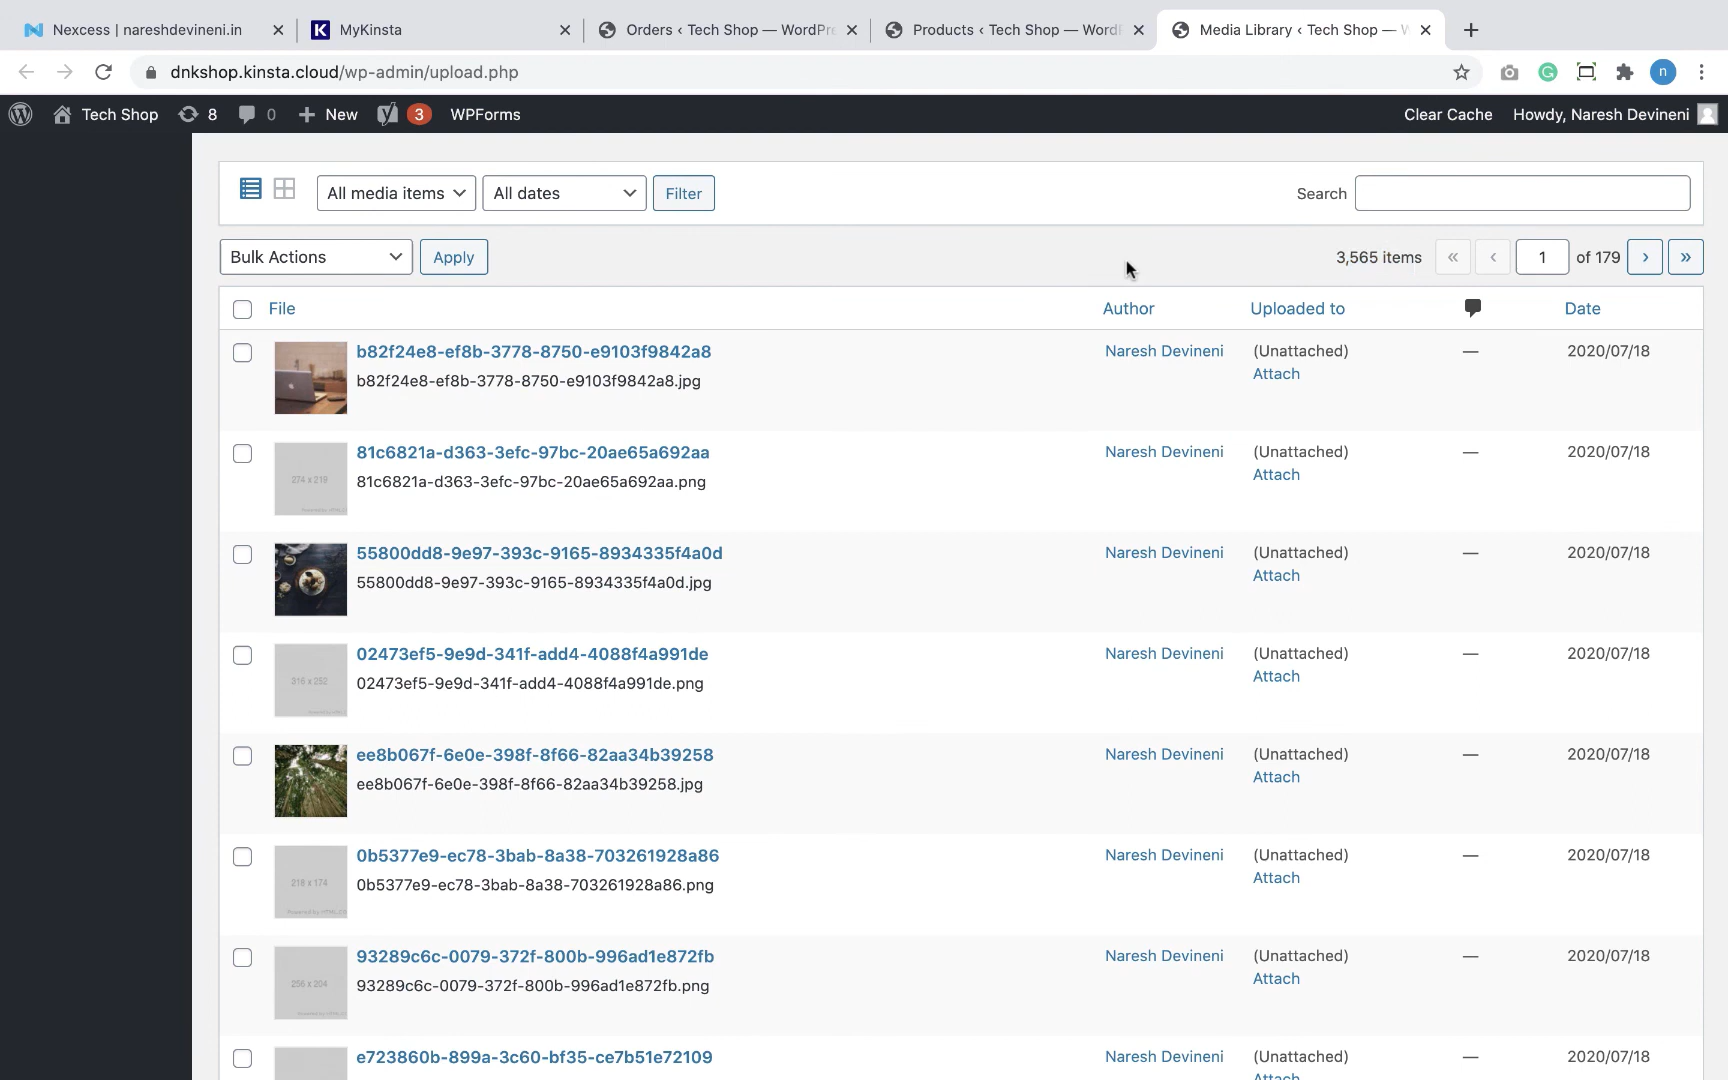 Nexcess | nareshdevineni.in
MyKinsta
Orders ‹ Tech Shop — WordPre
Products ‹ Tech Shop — Word
Media Library ‹ Tech Shop — W
dnkshop.kinsta.cloud/wp-admin/upload.php
n
Tech Shop 8 0 New 3 WPForms Clear Cache Howdy, Naresh Devineni
All media items All dates Filter Search
Bulk Actions Apply 3,565 items « ‹ 1 of 179 › »
File Author Uploaded to Date
b82f24e8-ef8b-3778-8750-e9103f9842a8 Naresh Devineni (Unattached) — 2020/07/18
b82f24e8-ef8b-3778-8750-e9103f9842a8.jpg Attach
81c6821a-d363-3efc-97bc-20ae65a692aa Naresh Devineni (Unattached) — 2020/07/18
274 x 219 81c6821a-d363-3efc-97bc-20ae65a692aa.png Attach
55800dd8-9e97-393c-9165-8934335f4a0d Naresh Devineni (Unattached) — 2020/07/18
55800dd8-9e97-393c-9165-8934335f4a0d.jpg Attach
02473ef5-9e9d-341f-add4-4088f4a991de Naresh Devineni (Unattached) — 2020/07/18
316 x 252 02473ef5-9e9d-341f-add4-4088f4a991de.png Attach
ee8b067f-6e0e-398f-8f66-82aa34b39258 Naresh Devineni (Unattached) — 2020/07/18
ee8b067f-6e0e-398f-8f66-82aa34b39258.jpg Attach
0b5377e9-ec78-3bab-8a38-703261928a86 Naresh Devineni (Unattached) — 2020/07/18
218 x 174 0b5377e9-ec78-3bab-8a38-703261928a86.png Attach
93289c6c-0079-372f-800b-996ad1e872fb Naresh Devineni (Unattached) — 2020/07/18
256 x 204 93289c6c-0079-372f-800b-996ad1e872fb.png Attach
e723860b-899a-3c60-bf35-ce7b51e72109 Naresh Devineni (Unattached) — 2020/07/18
Attach